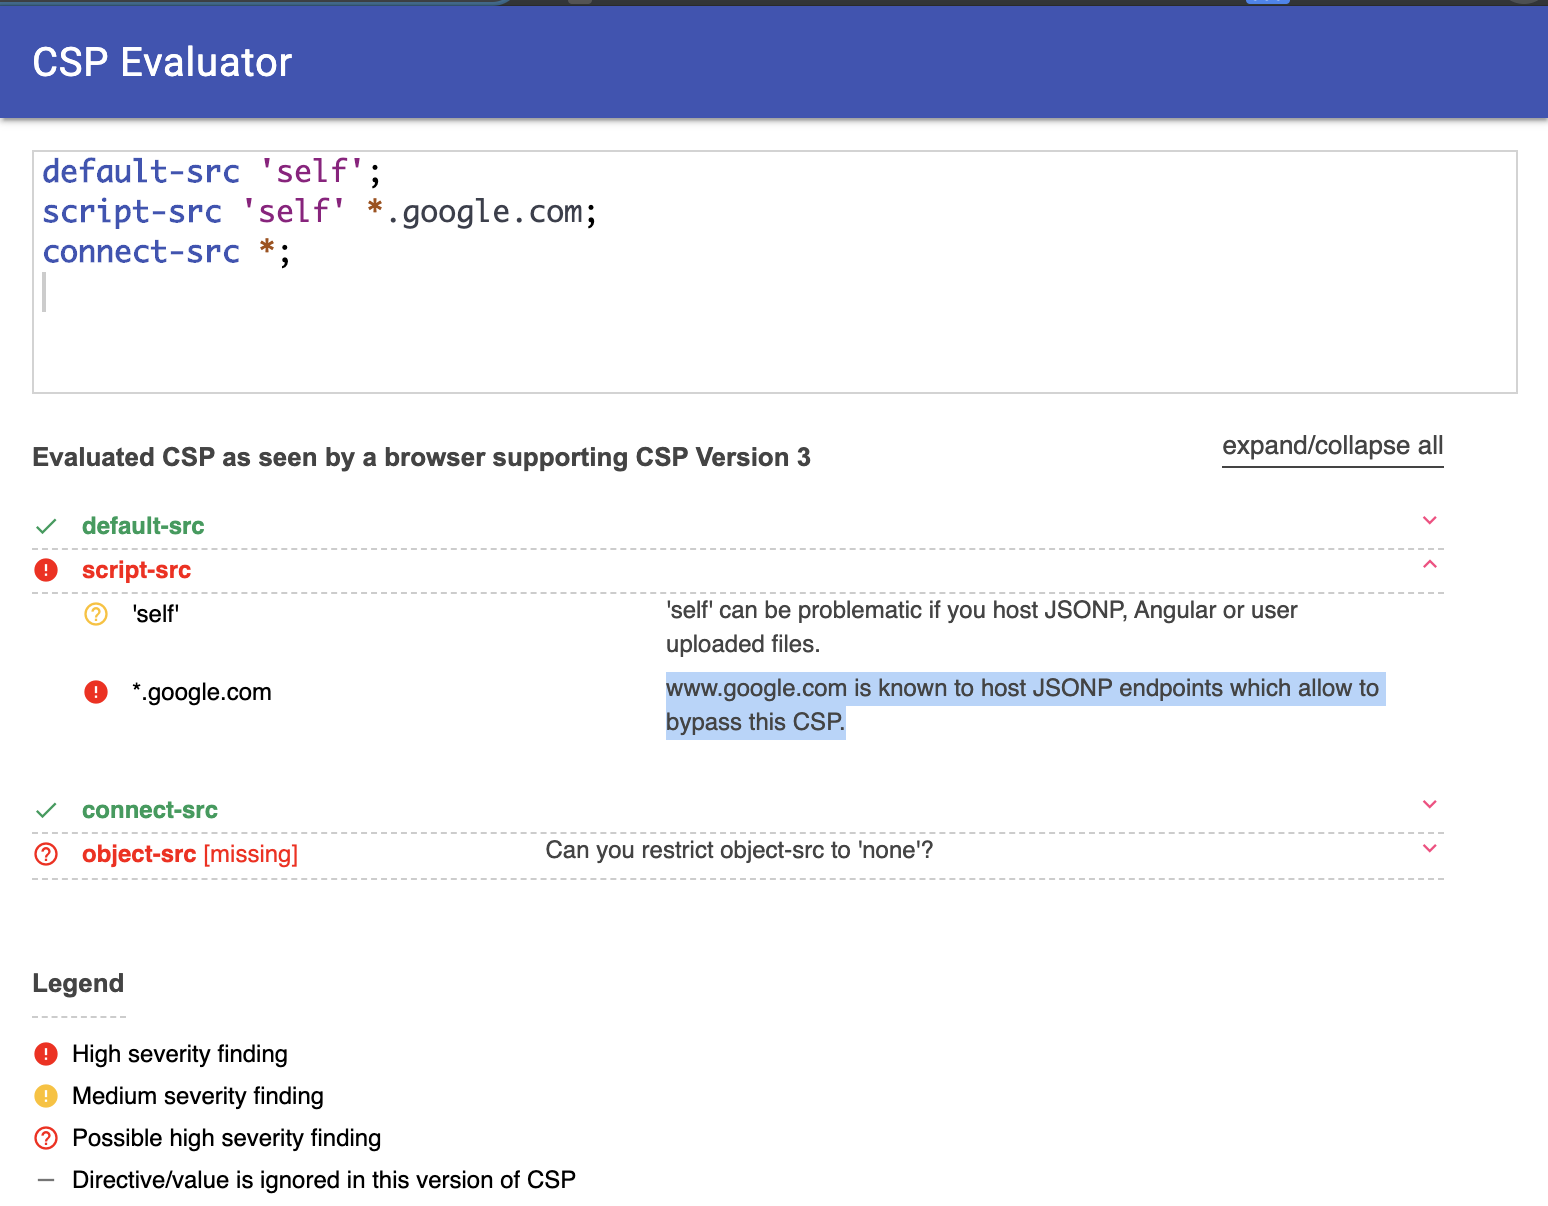 CSP Evaluator
default-src 'self';
script-src 'self' *.google.com;
connect-src *;
Evaluated CSP as seen by a browser supporting CSP Version 3
expand/collapse all
default-src
script-src
'self'
'self' can be problematic if you host JSONP, Angular or user
uploaded files.
*.google.com
www.google.com is known to host JSONP endpoints which allow to
bypass this CSP.
connect-src
object-src [missing]
Can you restrict object-src to 'none'?
Legend
High severity finding
Medium severity finding
Possible high severity finding
Directive/value is ignored in this version of CSP